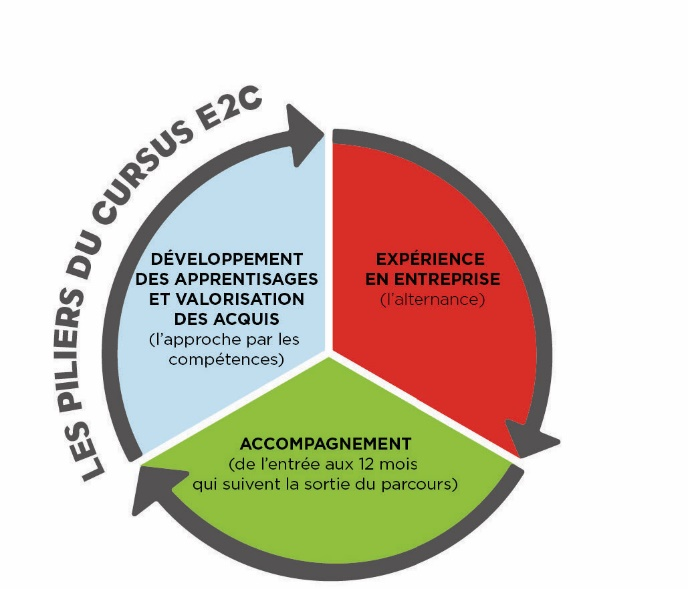 LES PILIERS DU CURSUS E2C
DÉVELOPPEMENT
DES APPRENTISAGES
ET VALORISATION
DES ACQUIS
(l'approche par les
compétences)
EXPÉRIENCE
EN ENTREPRISE
(l'alternance)
ACCOMPAGNEMENT
(de l'entrée aux 12 mois
qui suivent la sortie du parcours)